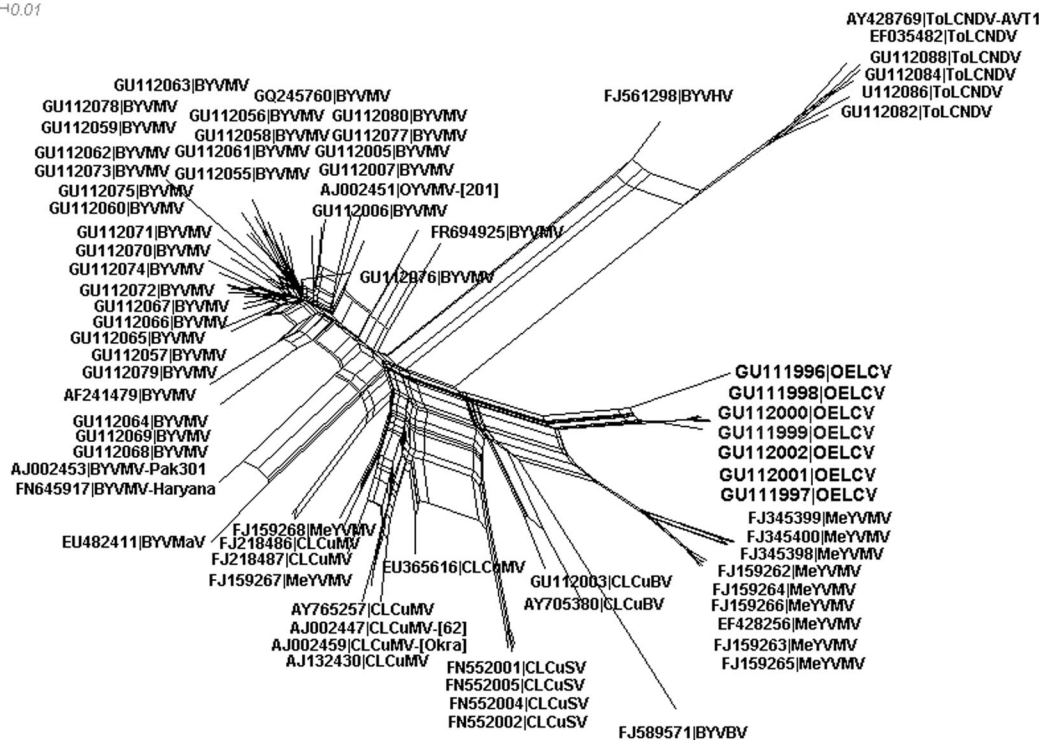 0.01
AY428769|ToLCNDV-AVT1
EF035482|ToLCNDV
GU112088|ToLCNDV
GU112084|ToLCNDV
U112086|ToLCNDV
GU112082|ToLCNDV
FJ561298|BYVHV
GU112063|BYVMV
GQ245760|BYVMV
GU112078|BYVMV
GU112056|BYVMV GU112080|BYVMV
GU112059|BYVMV
GU112058|BYVMV GU112077|BYVMV
GU112062|BYVMV GU112061|BYVMV GU112005|BYVMV
GU112073|BYVMV GU112055|BYVMV GU112007|BYVMV
GU112075|BYVMV
AJ002451|OYVMV-[201]
GU112060|BYVMV
GU112006|BYVMV
GU112071|BYVMV
FR694925|BYVMV
GU112070|BYVMV
GU112074|BYVMV
GU112076|BYVMV
GU112072|BYVMV
GU112067|BYVMV
GU112066|BYVMV
GU112065|BYVMV
GU112057|BYVMV
GU112079|BYVMV
AF241479|BYVMV
GU112064|BYVMV
GU112069|BYVMV
GU112068|BYVMV
AJ002453|BYVMV-Pak301
FN645917|BYVMV-Haryana
EU482411|BYVMaV
GU111996|OELCV
GU111998|OELCV
GU112000|OELCV
GU111999|OELCV
GU112002|OELCV
GU112001|OELCV
GU111997|OELCV
FJ345399|MeYVMV
FJ345400|MeYVMV
FJ345398|MeYVMV
FJ159262|MeYVMV
FJ159264|MeYVMV
FJ159266|MeYVMV
EF428256|MeYVMV
FJ159263|MeYVMV
FJ159265|MeYVMV
FJ159268|MeYVMV
FJ218486|CLCuMV
FJ218487|CLCuMV
FJ159267|MeYVMV
EU365616|CLCuMV
GU112003|CLCuBV
AY705380|CLCuBV
AY765257|CLCuMV
AJ002447|CLCuMV-[62]
AJ002459|CLCuMV-[Okra]
AJ132430|CLCuMV
FN552001|CLCuSV
FN552005|CLCuSV
FN552004|CLCuSV
FN552002|CLCuSV
FJ589571|BYVBV